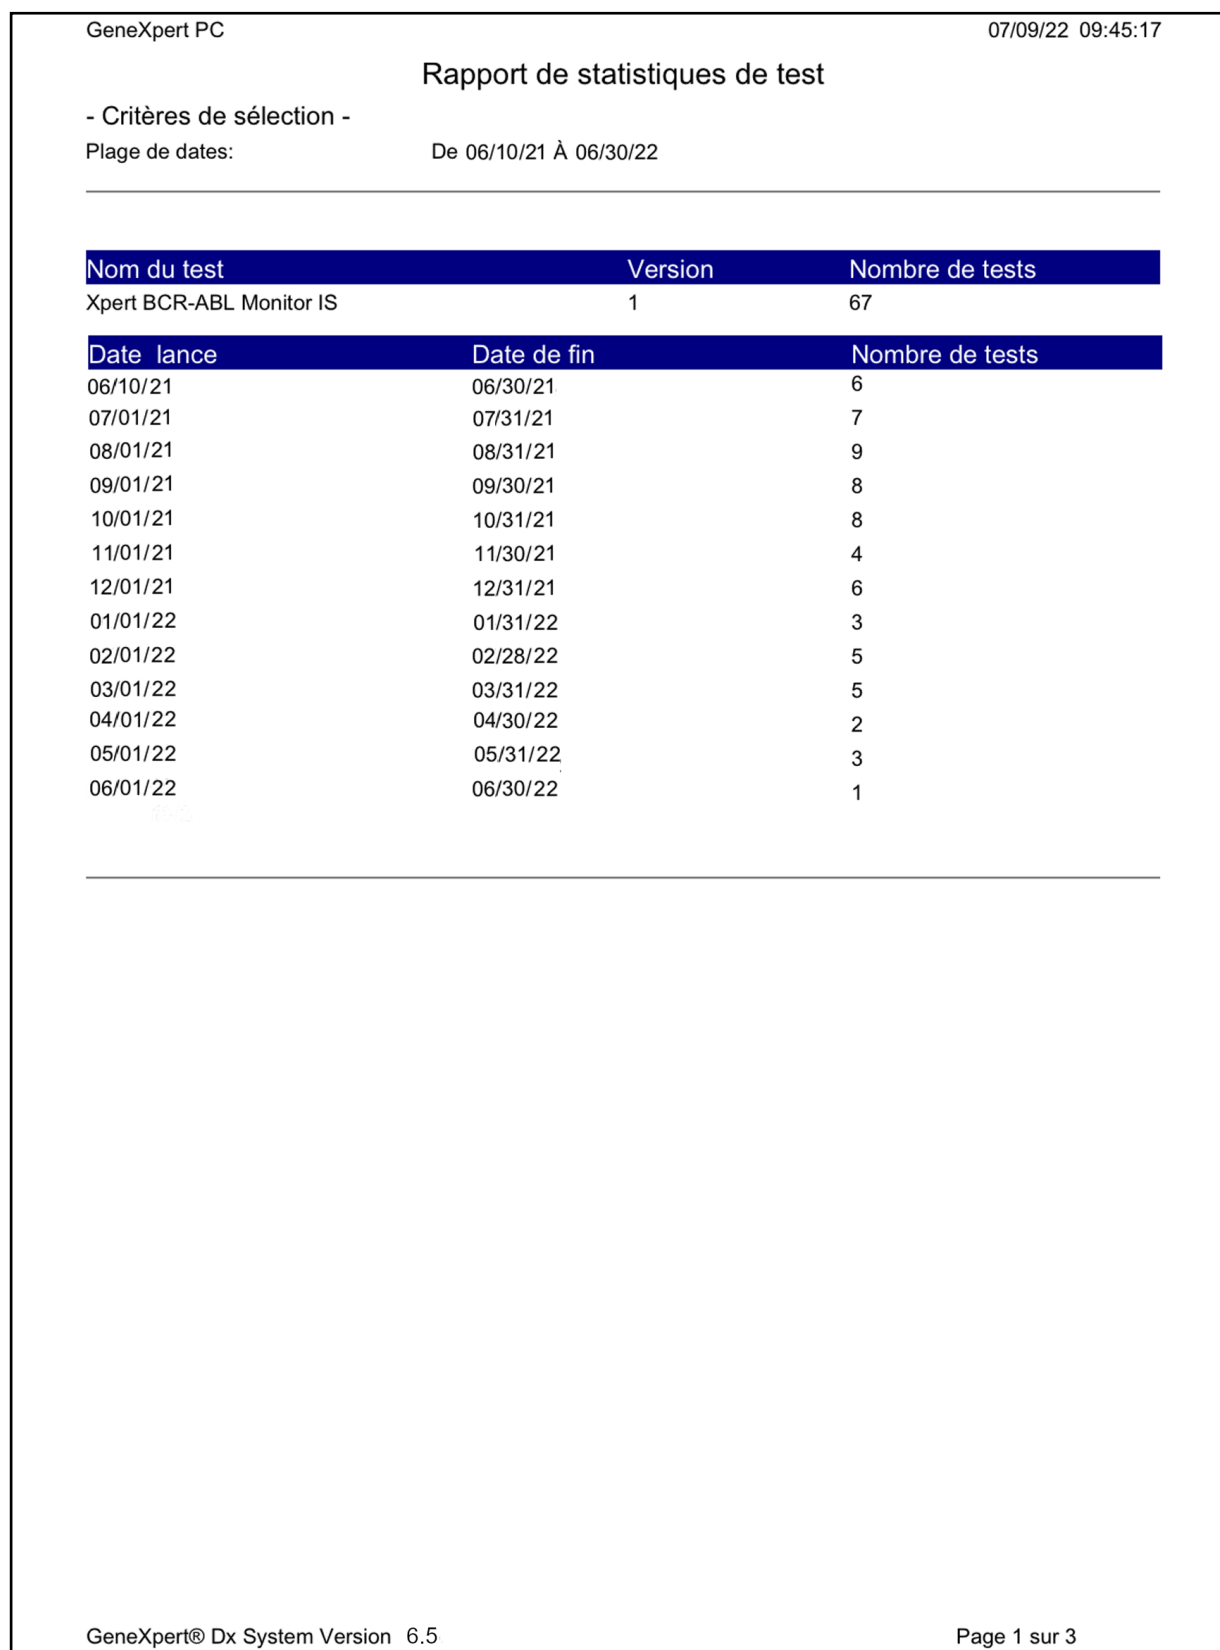 GeneXpert PC 07/09/22 09:45:17
Rapport de statistiques de test
- Critères de sélection -
Plage de dates: De 06/10/21 À 06/30/22
Nom du test Version Nombre de tests
Xpert BCR-ABL Monitor IS 1 67
Date lance Date de fin Nombre de tests
06/10/21 06/30/21 6
07/01/21 07/31/21 7
08/01/21 08/31/21 9
09/01/21 09/30/21 8
10/01/21 10/31/21 8
11/01/21 11/30/21 4
12/01/21 12/31/21 6
01/01/22 01/31/22 3
02/01/22 02/28/22 5
03/01/22 03/31/22 5
04/01/22 04/30/22 2
05/01/22 05/31/22 3
06/01/22 06/30/22 1
GeneXpert® Dx System Version 6.5 Page 1 sur 3